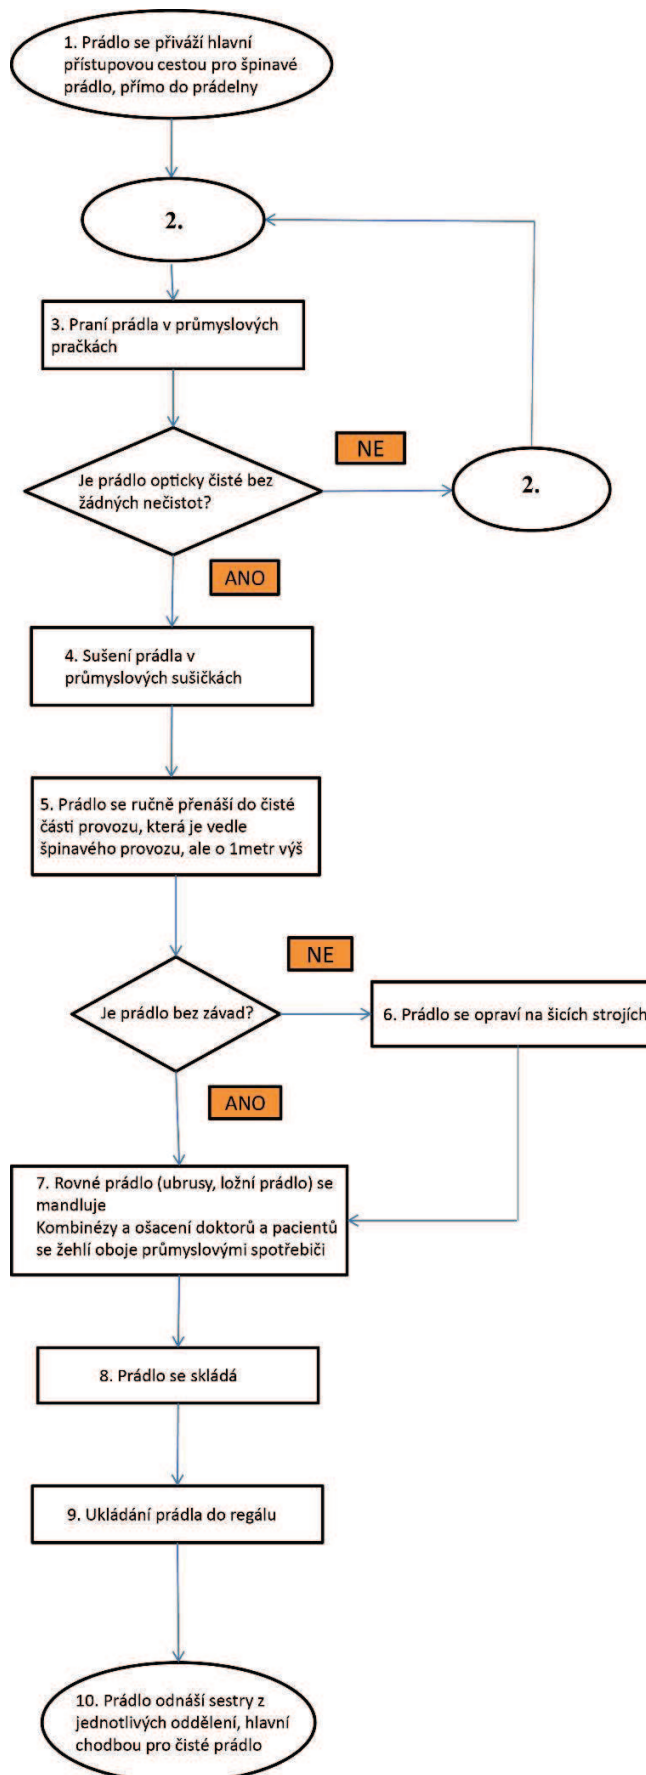 1. Prádlo se přiváží hlavní
přístupovou cestou pro špinavé
prádlo, přímo do prádelny
2.
3. Praní prádla v průmyslových
pračkách
Je prádlo opticky čisté bez
žádných nečistot?
NE
2.
ANO
4. Sušení prádla v
průmyslových sušičkách
5. Prádlo se ručně přenáší do čisté
části provozu, která je vedle
špinavého provozu, ale o 1metr výš
Je prádlo bez závad?
NE
6. Prádlo se opraví na šicích strojích
ANO
7. Rovné prádlo (ubrusy, ložní prádlo) se
mandluje
Kombinézy a ošacení doktorů a pacientů
se žehlí oboje průmyslovými spotřebiči
8. Prádlo se skládá
9. Ukládání prádla do regálu
10. Prádlo odnáší sestry z
jednotlivých oddělení, hlavní
chodbou pro čisté prádlo